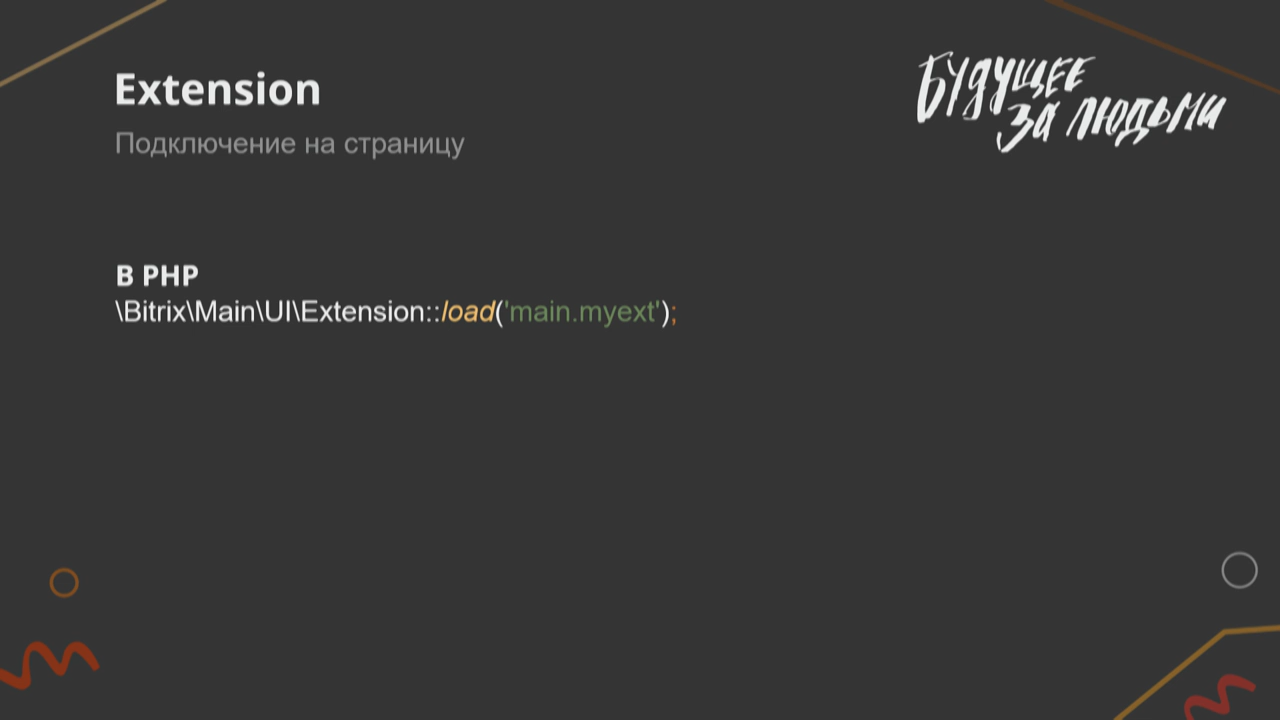 Extension
Подключение на страницу
БУДУЩЕЕ
ЗА ЛЮДЬМИ
В PHP
\Bitrix\Main\UI\Extension::load('main.myext');